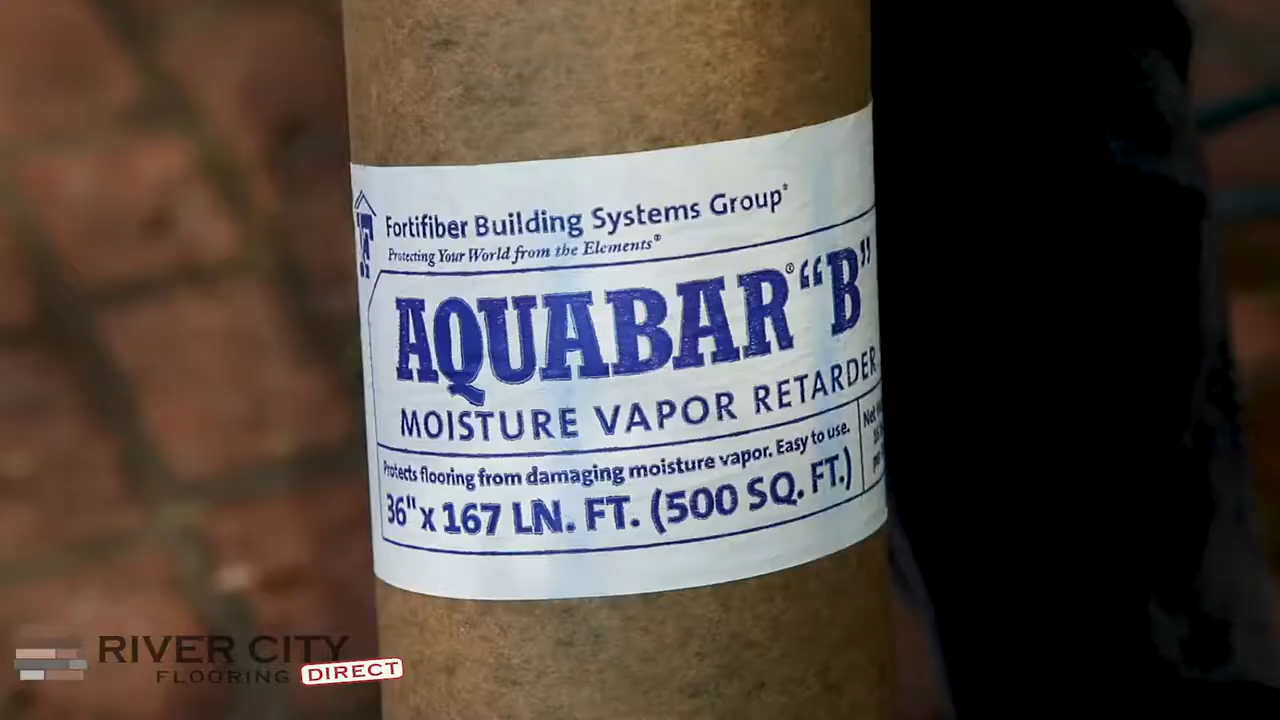 Fortifiber Building Systems Group®
Protecting Your World from the Elements®
AQUABAR® “B”
MOISTURE VAPOR RETARDER
Protects flooring from damaging moisture vapor. Easy to use.
36" x 167 LN. FT. (500 SQ. FT.)
Net
RIVER CITY
FLOORING DIRECT